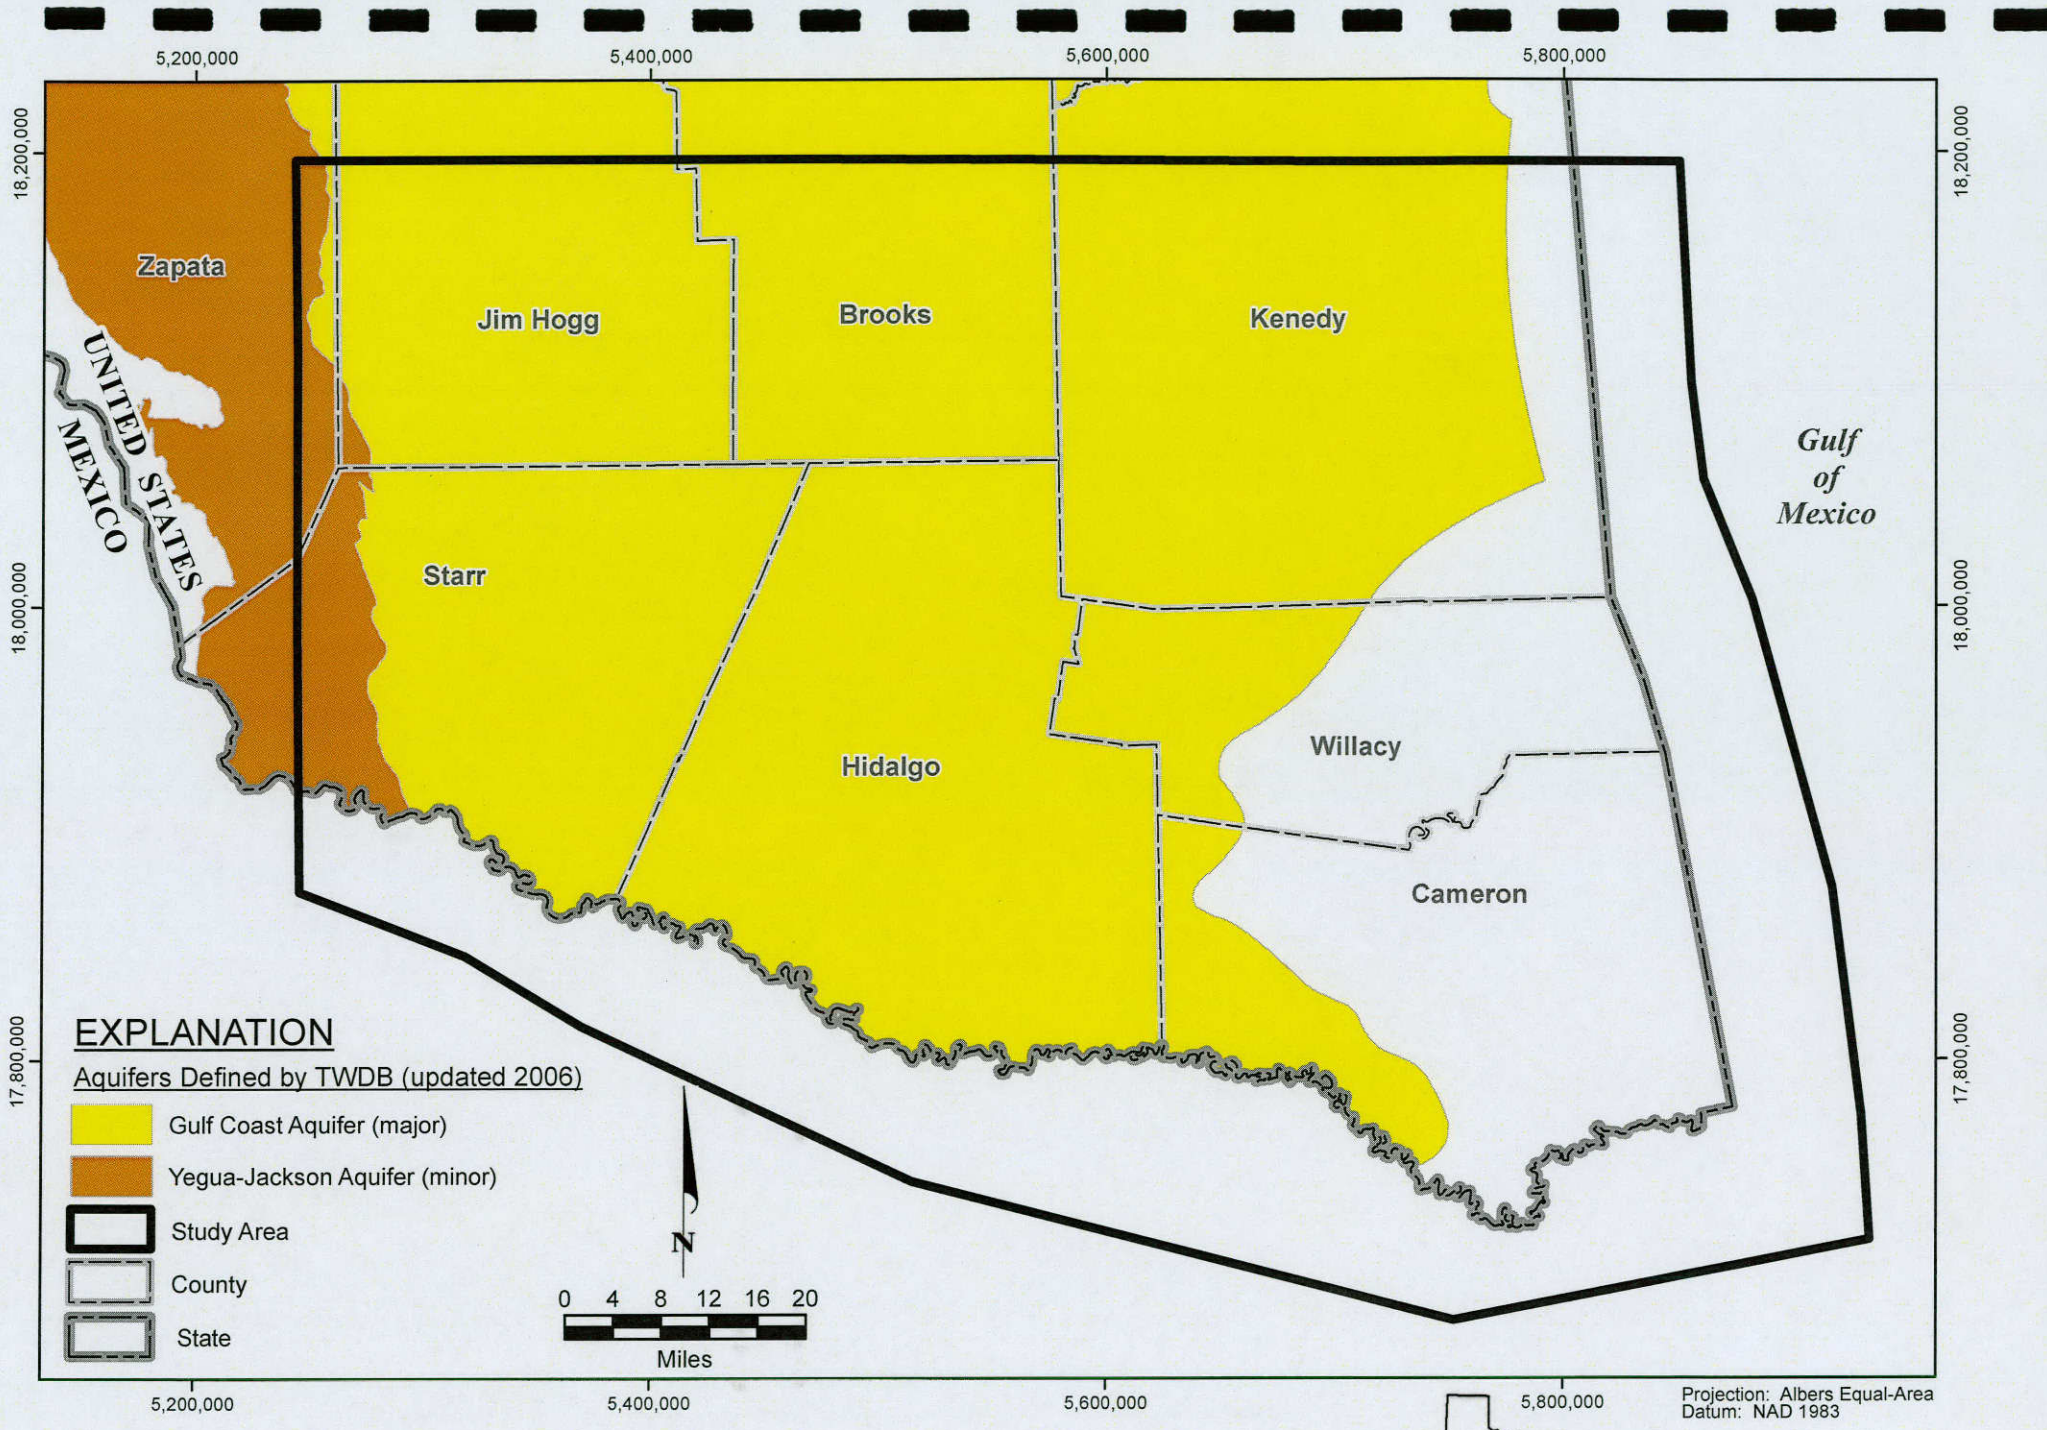 5,200,000
5,400,000
5,600,000
5,800,000
18,200,000
18,200,000
Zapata
Jim Hogg
Brooks
Kenedy
UNITED STATES
MEXICO
Gulf
of
Mexico
Starr
18,000,000
18,000,000
Willacy
Hidalgo
Cameron
17,800,000
17,800,000
EXPLANATION
Aquifers Defined by TWDB (updated 2006)
Gulf Coast Aquifer (major)
Yegua-Jackson Aquifer (minor)
Study Area
County
State
N
0 4 8 12 16 20
Miles
5,200,000
5,400,000
5,600,000
5,800,000
Projection: Albers Equal-Area
Datum: NAD 1983